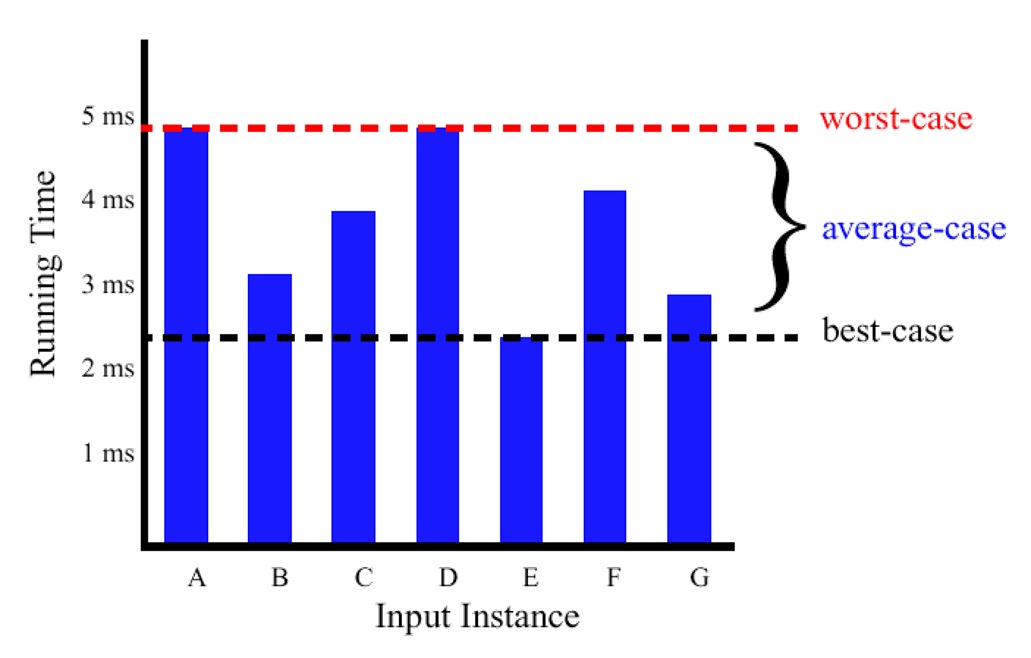 5 ms
4 ms
3 ms
2 ms
1 ms
Running Time
worst-case
average-case
best-case
A B C D E F G
Input Instance